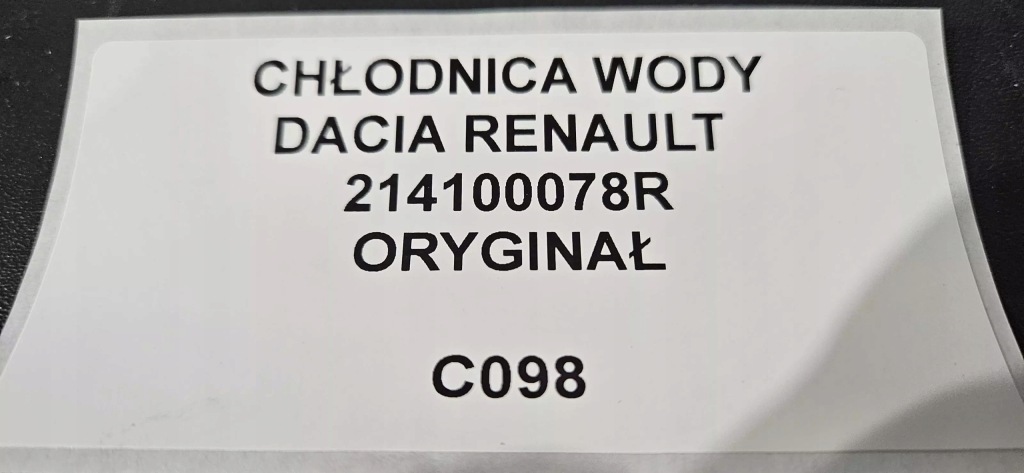 CHŁODNICA WODY
DACIA RENAULT
214100078R
ORYGINAŁ
C098